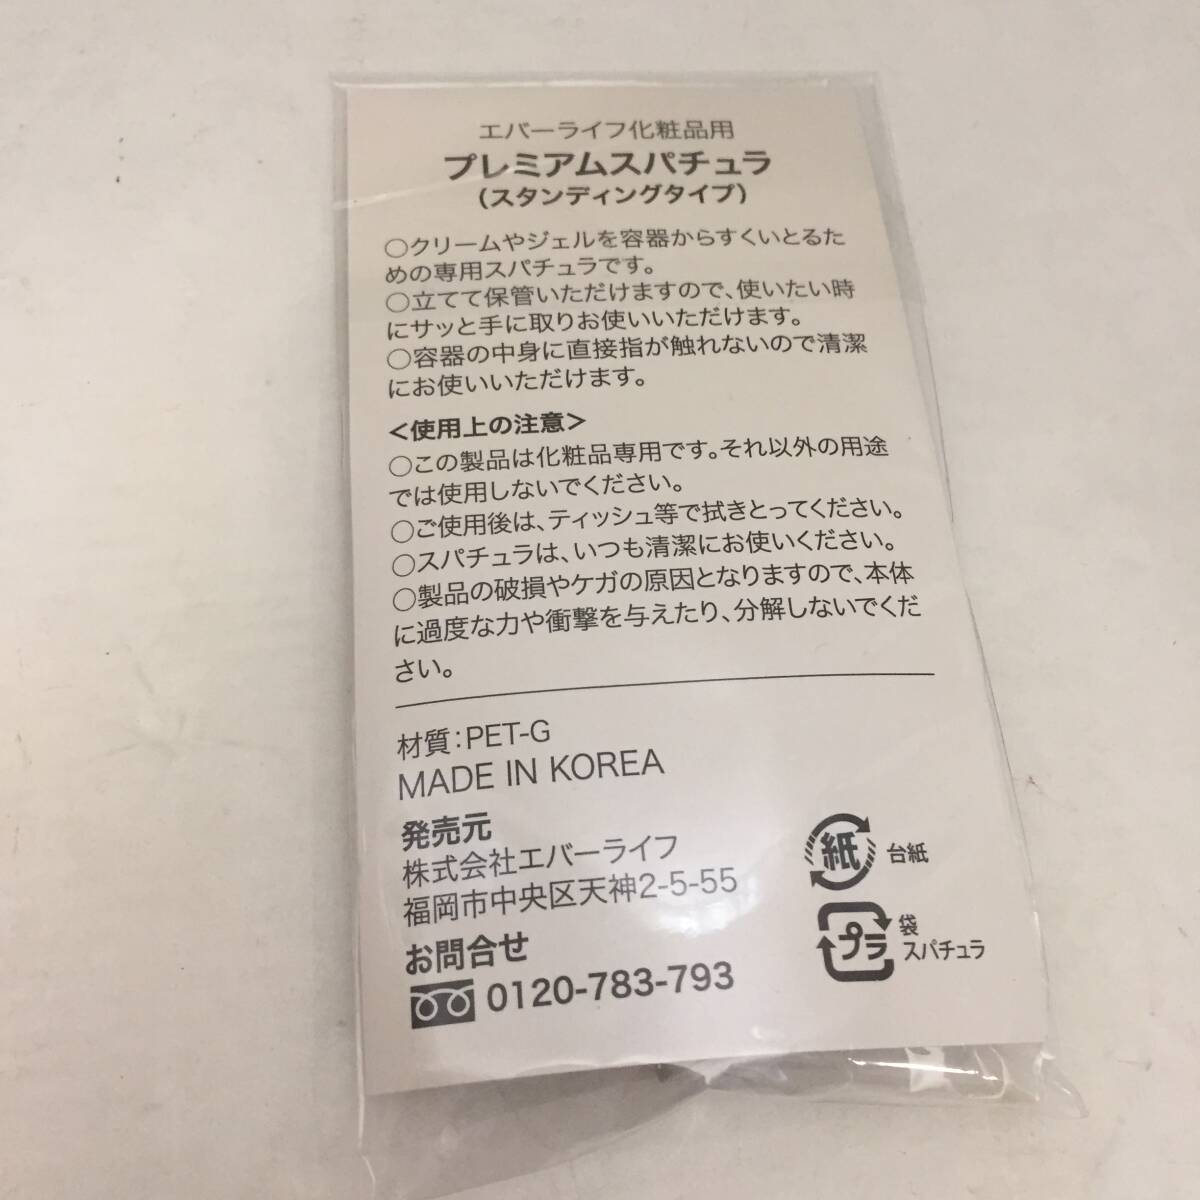 エバーライフ化粧品用
プレミアムスパチュラ
(スタンディングタイプ)
○クリームやジェルを容器からすくいとるた
めの専用スパチュラです。
○立てて保管いただけますので、使いたい時
にサッと手に取りお使いいただけます。
○容器の中身に直接指が触れないので清潔
にお使いいただけます。
<使用上の注意>
○この製品は化粧品専用です。それ以外の用途
では使用しないでください。
○ご使用後は、ティッシュ等で拭きとってください。
○スパチュラは、いつも清潔にお使いください。
○製品の破損やケガの原因となりますので、本体
に過度な力や衝撃を与えたり、分解しないでくだ
さい。
材質:PET-G
MADE IN KOREA
発売元
株式会社エバーライフ
福岡市中央区天神2-5-55
お問合せ
0120-783-793
紙 台紙
プラ 袋
スパチュラ